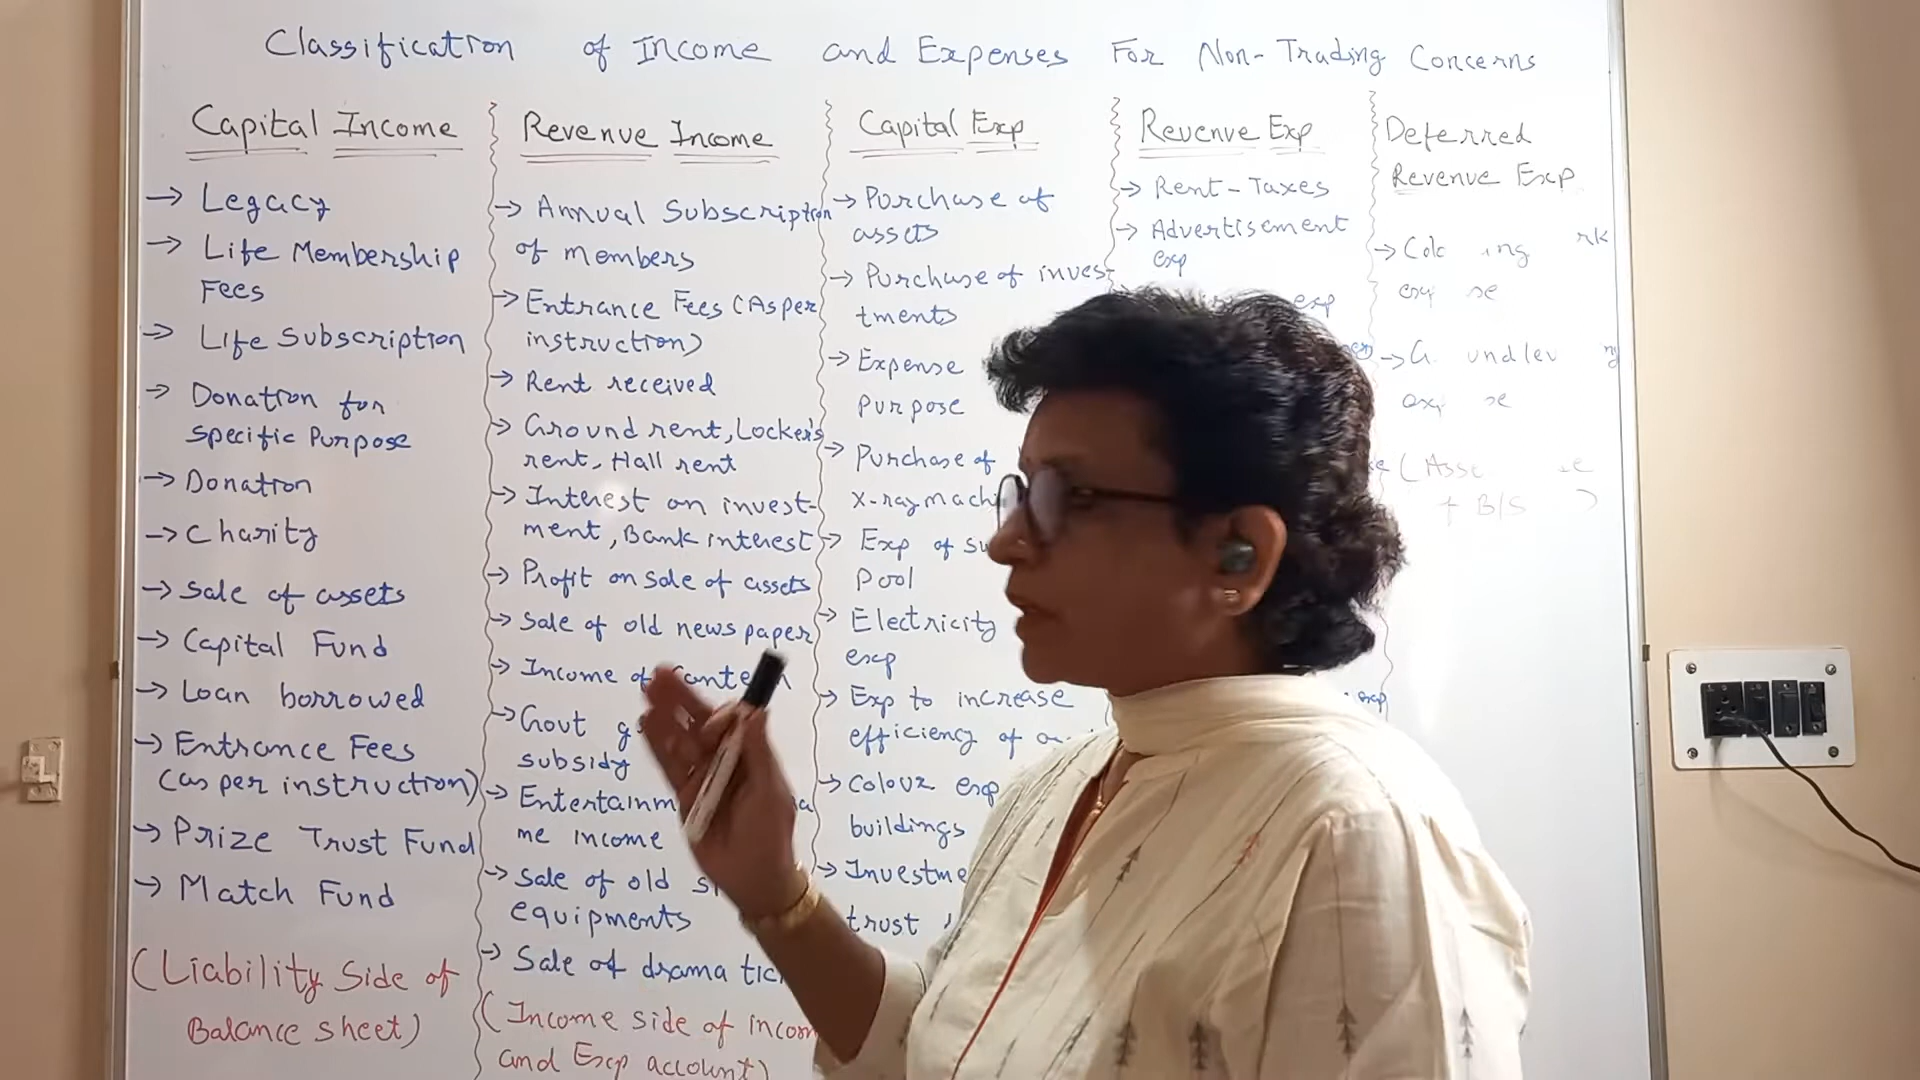 Classification of Income and Expenses For Non-Trading Concerns
Capital Income
→ Legacy
→ Life Membership
Fees
→ Life Subscription
→ Donation for
Specific Purpose
→ Donation
→ Charity
→ Sale of assets
→ Capital Fund
→ Loan borrowed
→ Entrance Fees
(as per instruction)
→ Prize Trust Fund
→ Match Fund
(Liability Side of
Balance sheet)
Revenue Income
→ Annual Subscription
of members
→ Entrance Fees (As per
instruction)
→ Rent received
→ Ground rent, Locker's
rent, Hall rent
→ Interest on invest-
ment, Bank interest
→ Profit on sale of assets
→ Sale of old news paper
→ Income of
→ Govt
subsidy
→
me income
→ Sale of old
equipments
→ Sale of drama
(Income side of
and Exp account)
Capital Exp
→ Purchase of
assets
→ Purchase of inves-
tments
→ Expense
Purpose
→ Purchase of
x-ray
→ Exp of
Pool
→ Electricity
exp
→ Exp to increase
efficiency of
→ Colour exp
buildings
→
trust
Revenue Exp
→ Rent-Taxes
→ Advertisement
exp
exp
exp
Deferred
Revenue Exp
→
→
+ B/S )